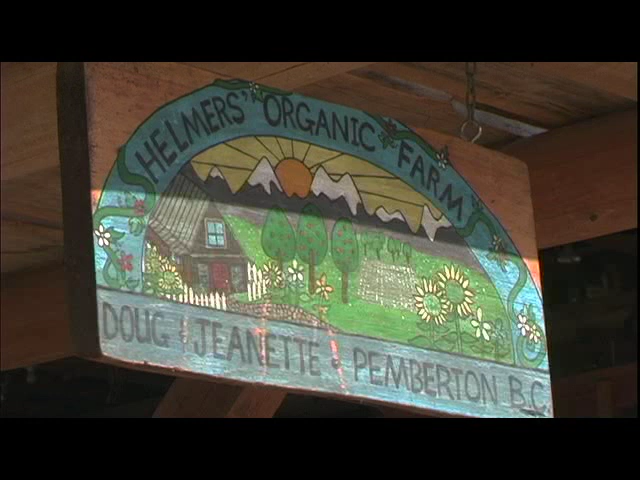 HELMERS' ORGANIC FARM
DOUG & JEANETTE • PEMBERTON B.C.